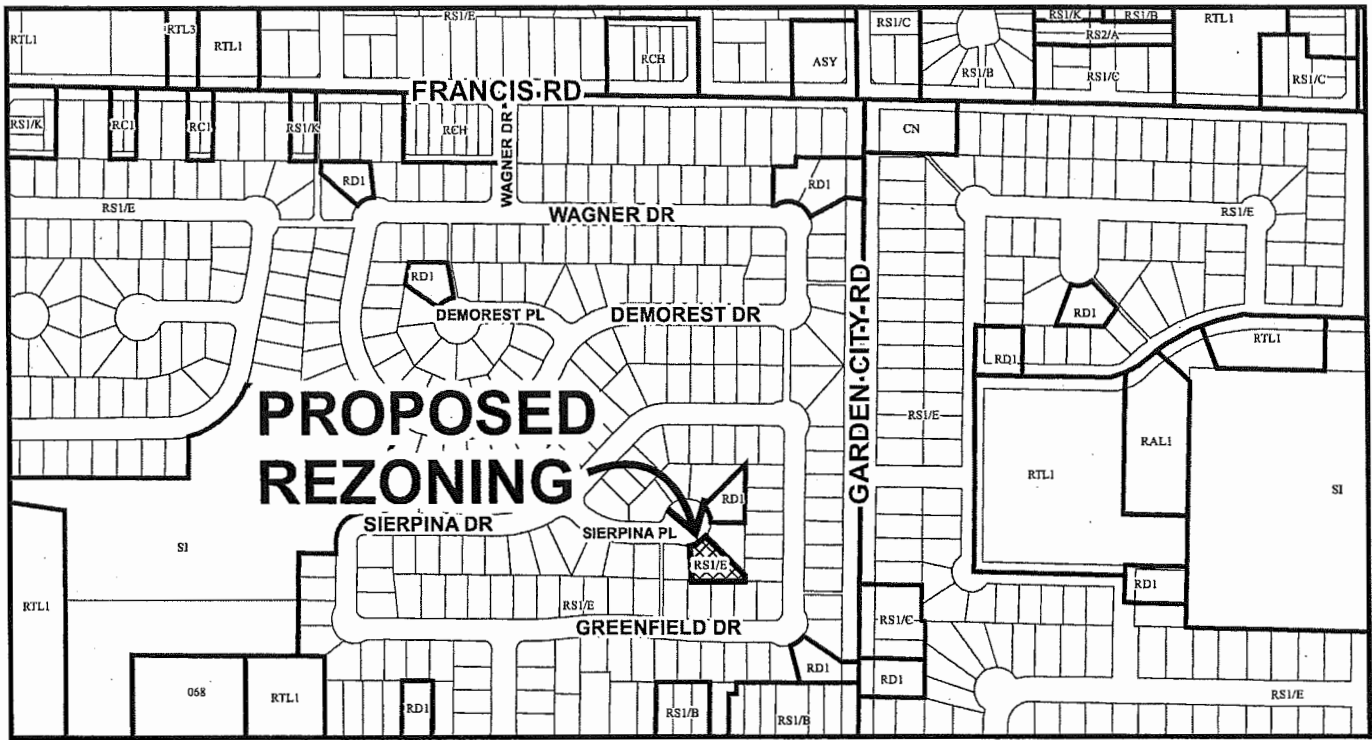 RS1/E
RS1/C
RS1/K
RS1/B
RTL1
RTL1
RTL3
RTL1
RCH
ASY
RS2/A
RS1/B
RS1/C
RS1/C
FRANCIS RD
RS1/K
RC1
RC1
RS1/K
RCH
WAGNER DR
CN
RD1
RD1
RS1/E
WAGNER DR
RS1/E
RD1
DEMOREST PL
DEMOREST DR
GARDEN CITY RD
RD1
RTL1
RD1
PROPOSED
REZONING
RS1/E
RAL1
RTL1
SI
RD1
SIERPINA DR
SIERPINA PL
SI
RS1/E
RD1
RTL1
RS1/E
RS1/C
GREENFIELD DR
RD1
RD1
068
RTL1
RD1
RS1/B
RS1/B
RS1/E